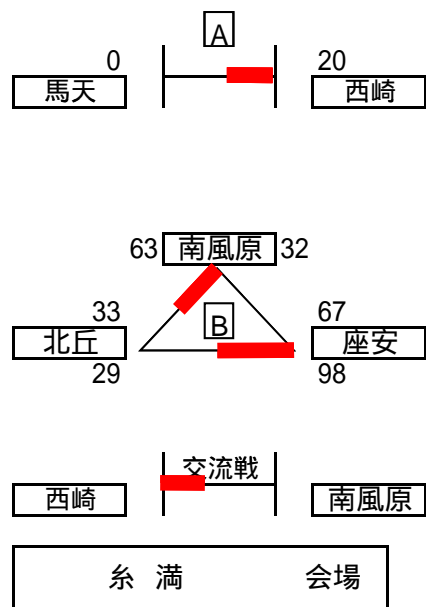 A
0 20
馬天 西崎
63 南風原 32
33 67
北丘 B 座安
29 98
交流戦
西崎 南風原
糸 満 会場